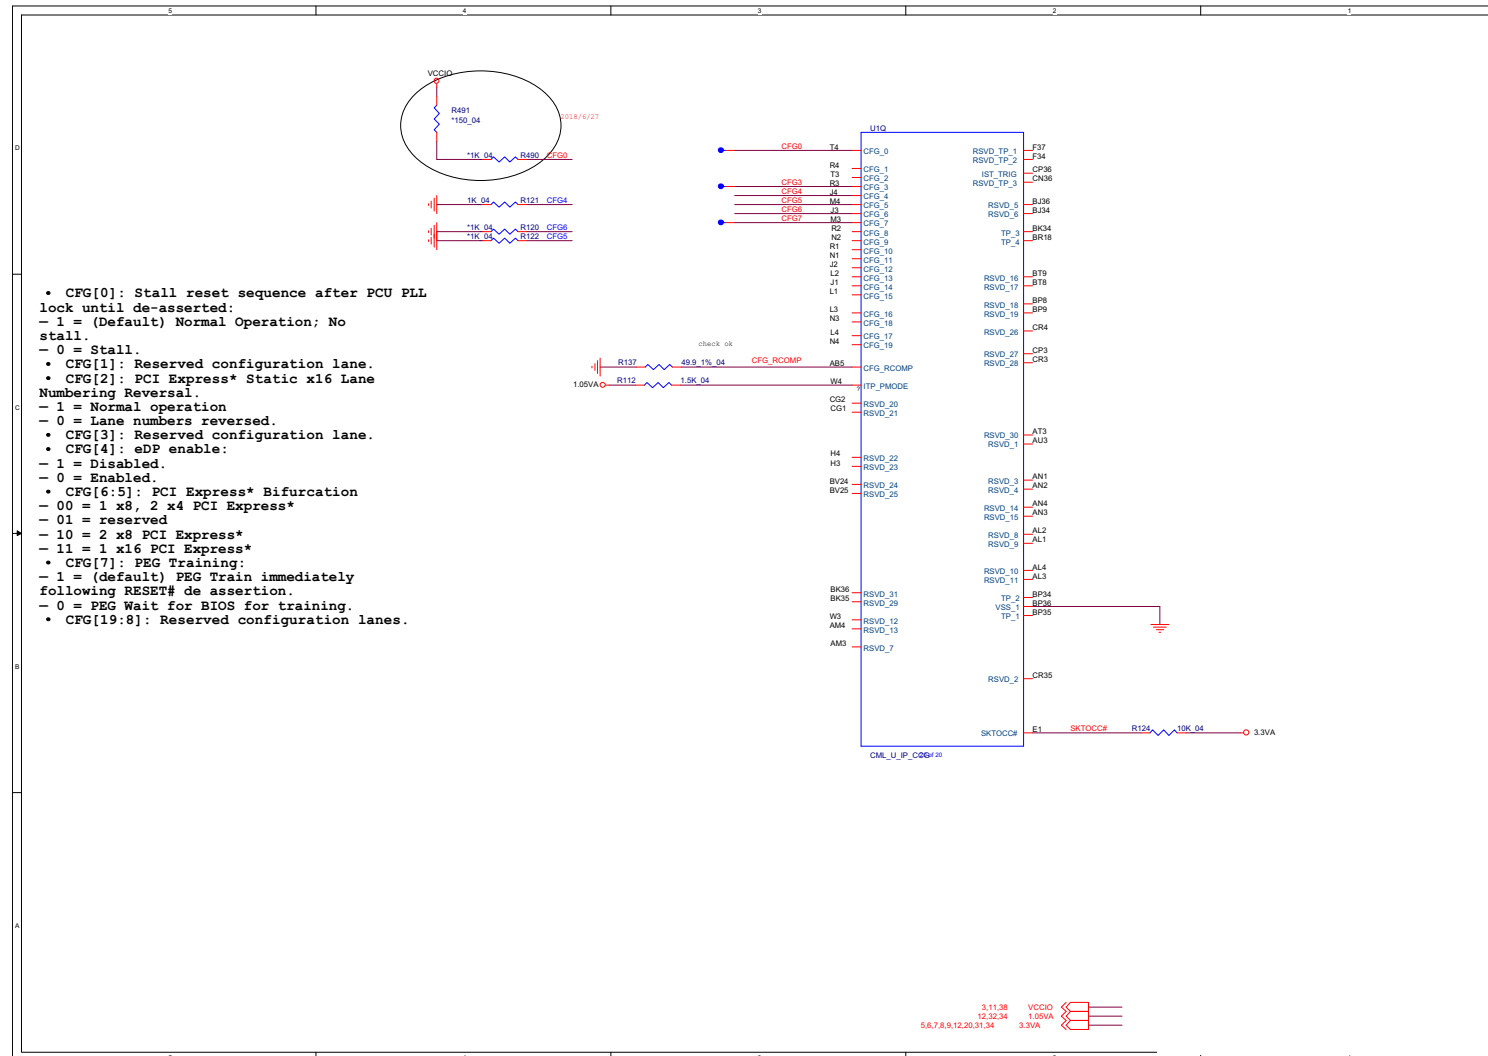 5 4 3 2 1
VCCIO
R491
*150_04
2018/6/27
*1K_04 R490 CFG0
1K_04 R121 CFG4
*1K_04 R120 CFG6
*1K_04 R122 CFG5
D
C
B
A
• CFG[0]: Stall reset sequence after PCU PLL
lock until de-asserted:
— 1 = (Default) Normal Operation; No
stall.
— 0 = Stall.
• CFG[1]: Reserved configuration lane.
• CFG[2]: PCI Express* Static x16 Lane
Numbering Reversal.
— 1 = Normal operation
— 0 = Lane numbers reversed.
• CFG[3]: Reserved configuration lane.
• CFG[4]: eDP enable:
— 1 = Disabled.
— 0 = Enabled.
• CFG[6:5]: PCI Express* Bifurcation
— 00 = 1 x8, 2 x4 PCI Express*
— 01 = reserved
— 10 = 2 x8 PCI Express*
— 11 = 1 x16 PCI Express*
• CFG[7]: PEG Training:
— 1 = (default) PEG Train immediately
following RESET# de assertion.
— 0 = PEG Wait for BIOS for training.
• CFG[19:8]: Reserved configuration lanes.
U1Q
CFG0 T4 CFG_0
R4 CFG_1
T3 CFG_2
CFG3 R3 CFG_3
CFG4 J4 CFG_4
CFG5 M4 CFG_5
CFG6 J3 CFG_6
CFG7 M3 CFG_7
R2 CFG_8
N2 CFG_9
R1 CFG_10
N1 CFG_11
J2 CFG_12
L2 CFG_13
J1 CFG_14
L1 CFG_15
L3 CFG_16
N3 CFG_18
L4 CFG_17
N4 CFG_19
check ok
R137 49.9_1%_04 CFG_RCOMP AB5 CFG_RCOMP
1.05VA R112 1.5K_04 W4 ITP_PMODE
CG2 RSVD_20
CG1 RSVD_21
H4 RSVD_22
H3 RSVD_23
BV24 RSVD_24
BV25 RSVD_25
BK36 RSVD_31
BK35 RSVD_29
W3 RSVD_12
AM4 RSVD_13
AM3 RSVD_7
RSVD_TP_1 F37
RSVD_TP_2 F34
IST_TRIG CP36
RSVD_TP_3 CN36
RSVD_5 BJ36
RSVD_6 BJ34
TP_3 BK34
TP_4 BR18
RSVD_16 BT9
RSVD_17 BT8
RSVD_18 BP8
RSVD_19 BP9
RSVD_26 CR4
RSVD_27 CP3
RSVD_28 CR3
RSVD_30 AT3
RSVD_1 AU3
RSVD_3 AN1
RSVD_4 AN2
RSVD_14 AN4
RSVD_15 AN3
RSVD_8 AL2
RSVD_9 AL1
RSVD_10 AL4
RSVD_11 AL3
TP_2 BP34
VSS_1 BP36
TP_1 BP35
RSVD_2 CR35
SKTOCC# E1 SKTOCC# R124 10K_04 3.3VA
CML_U_IP_CCG
3,11,38 VCCIO
12,32,34 1.05VA
5,6,7,8,9,12,20,31,34 3.3VA